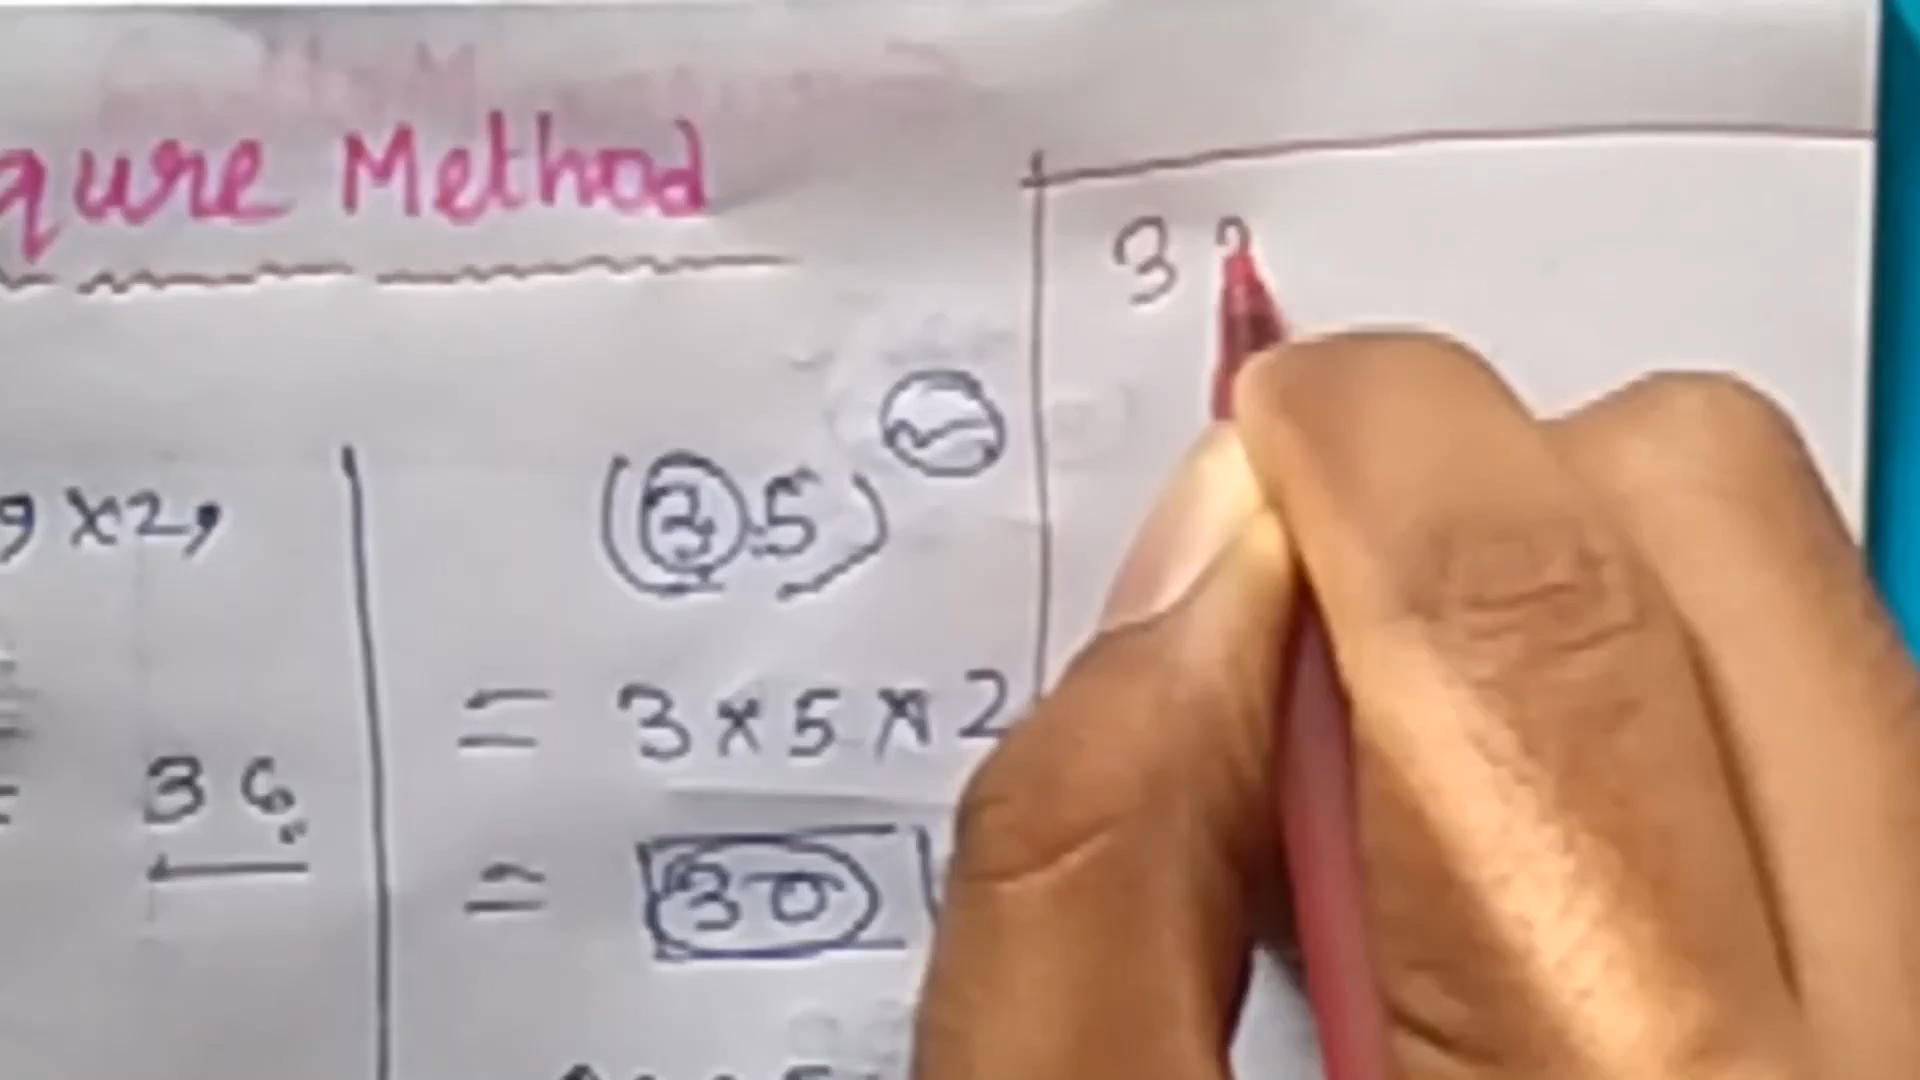 qure Method
3
9 x 2,
(35)
= 3 x 5 x 2
36
= 30